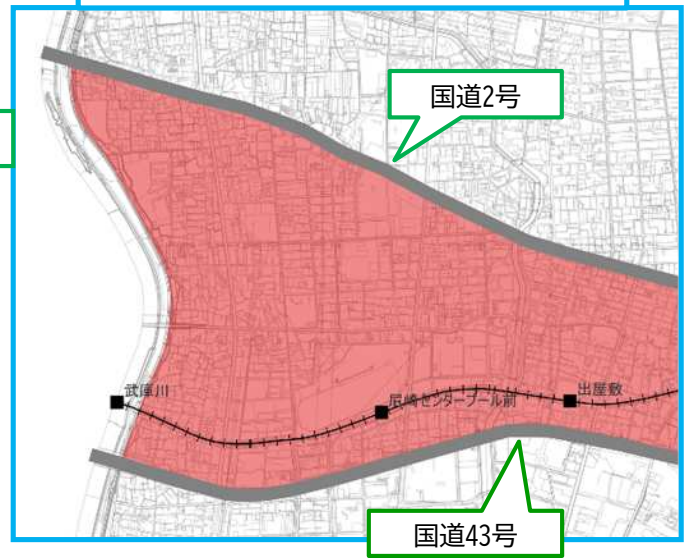 国道2号
武庫川
尼崎センタープール前
出屋敷
国道43号